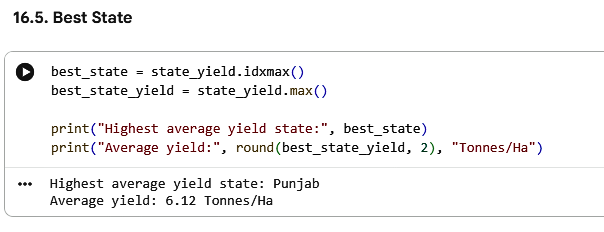 16.5. Best State
best_state = state_yield.idxmax()
best_state_yield = state_yield.max()
print("Highest average yield state:", best_state)
print("Average yield:", round(best_state_yield, 2), "Tonnes/Ha")
Highest average yield state: Punjab
Average yield: 6.12 Tonnes/Ha